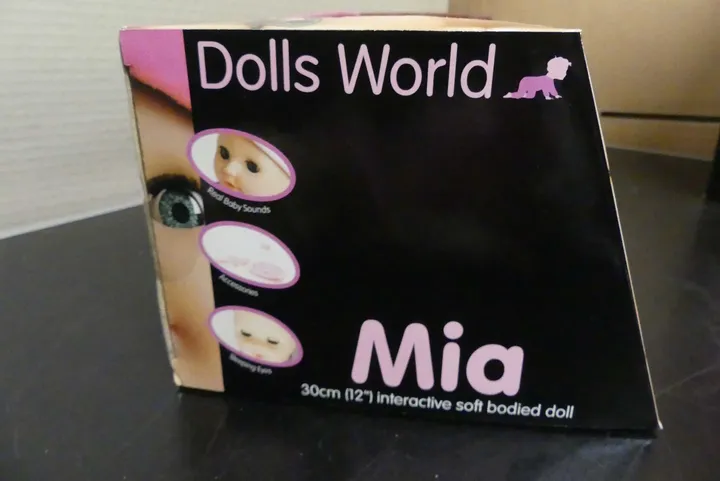 Dolls World
Real Baby Sounds
Accessories
Sleeping Eyes
Mia
30cm (12") interactive soft bodied doll